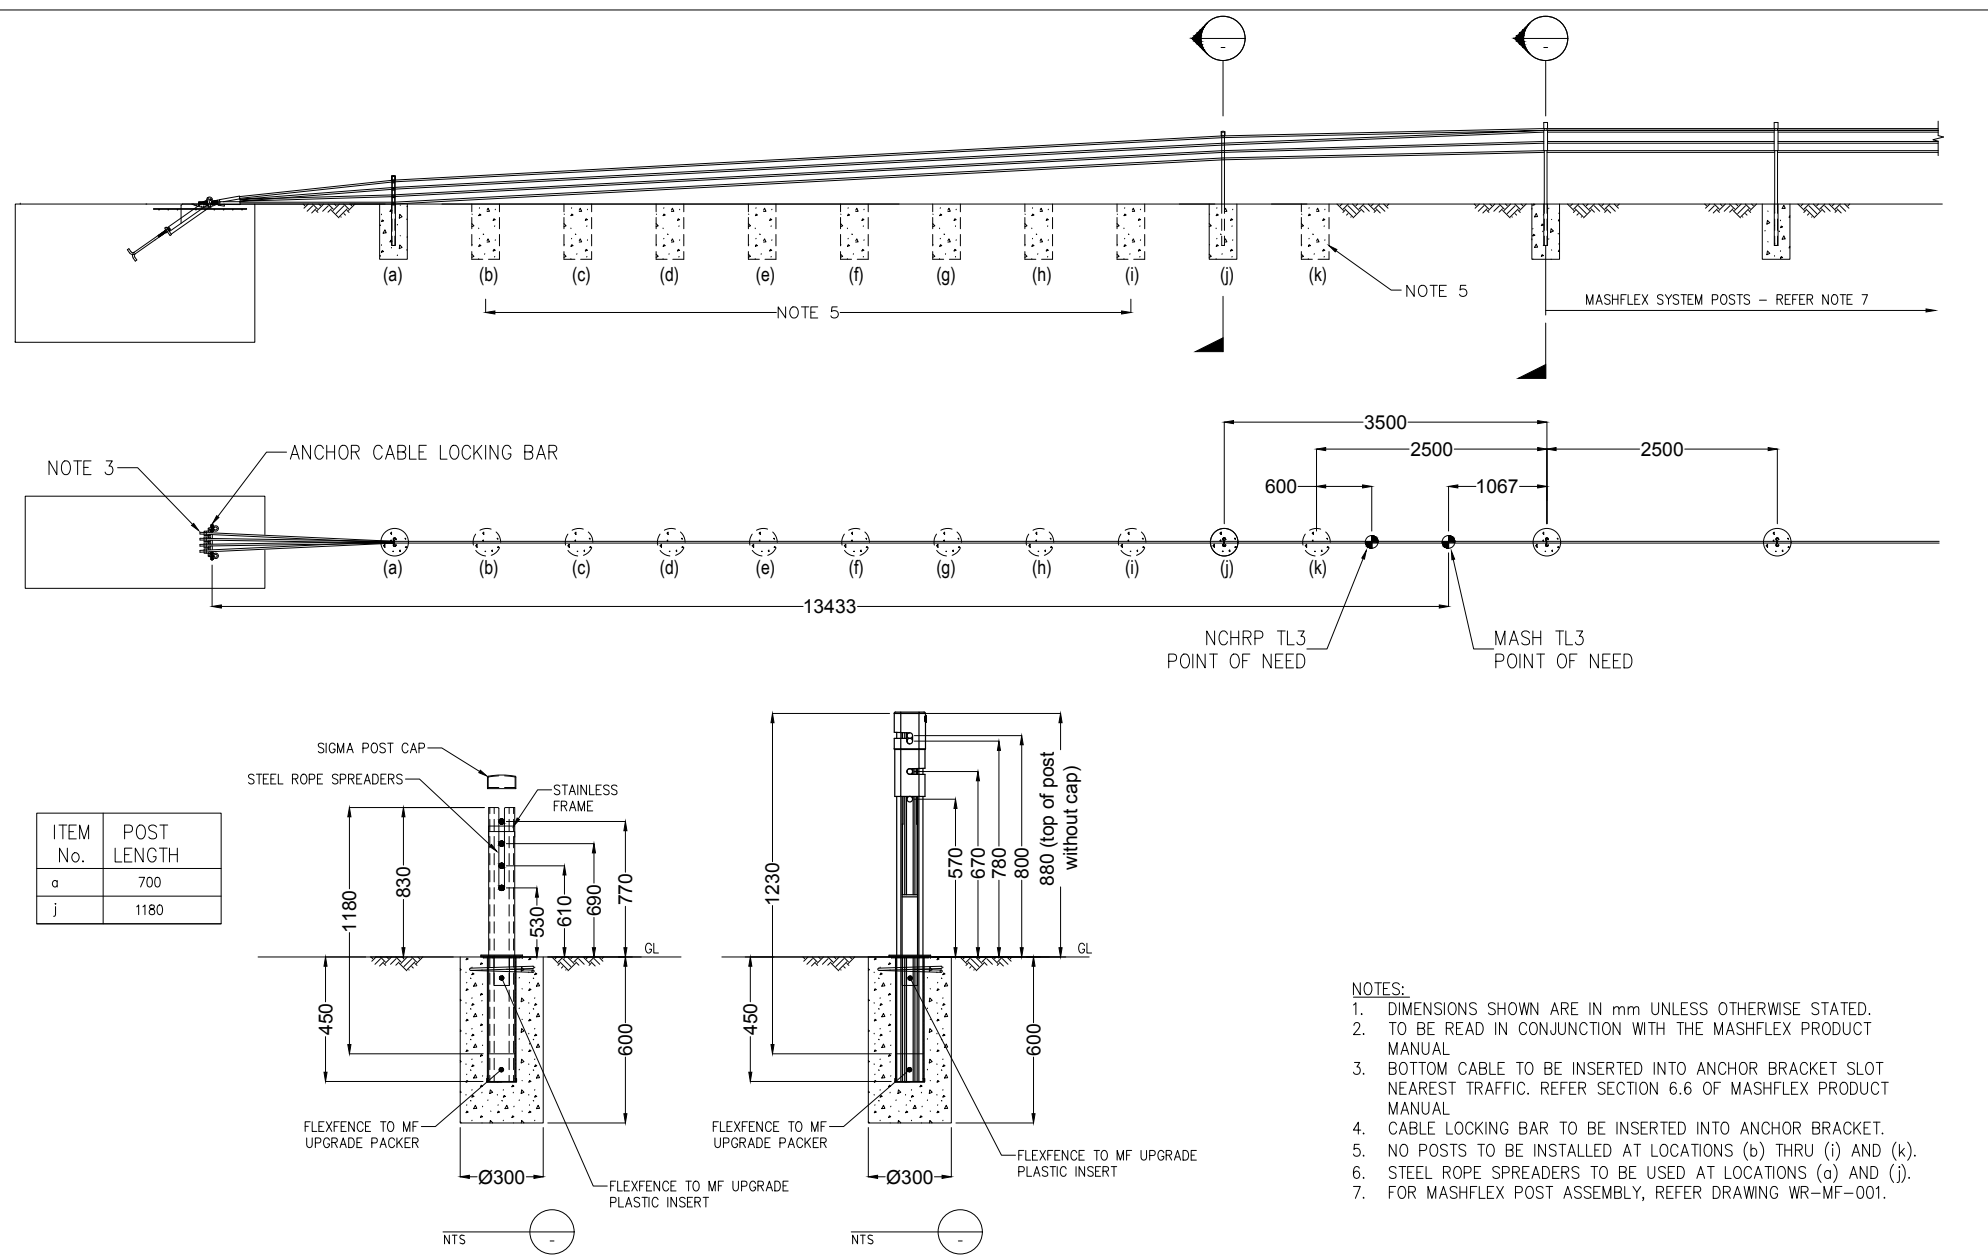 -
-
(a)
(b)
(c)
(d)
(e)
(f)
(g)
(h)
(i)
(j)
(k)
NOTE 5
NOTE 5
MASHFLEX SYSTEM POSTS – REFER NOTE 7
3500
2500
2500
600
1067
NOTE 3
ANCHOR CABLE LOCKING BAR
(a)
(b)
(c)
(d)
(e)
(f)
(g)
(h)
(i)
(j)
(k)
13433
NCHRP TL3
POINT OF NEED
MASH TL3
POINT OF NEED
ITEM No.
POST LENGTH
a 700
j 1180
SIGMA POST CAP
STEEL ROPE SPREADERS
STAINLESS
FRAME
1180
830
530
610
690
770
GL
450
600
FLEXFENCE TO MF
UPGRADE PACKER
Ø300
FLEXFENCE TO MF UPGRADE
PLASTIC INSERT
NTS
-
1230
570
670
780
800
880 (top of post
without cap)
GL
450
600
FLEXFENCE TO MF
UPGRADE PACKER
Ø300
FLEXFENCE TO MF UPGRADE
PLASTIC INSERT
NTS
-
NOTES:
1. DIMENSIONS SHOWN ARE IN mm UNLESS OTHERWISE STATED.
2. TO BE READ IN CONJUNCTION WITH THE MASHFLEX PRODUCT
MANUAL
3. BOTTOM CABLE TO BE INSERTED INTO ANCHOR BRACKET SLOT
NEAREST TRAFFIC. REFER SECTION 6.6 OF MASHFLEX PRODUCT
MANUAL
4. CABLE LOCKING BAR TO BE INSERTED INTO ANCHOR BRACKET.
5. NO POSTS TO BE INSTALLED AT LOCATIONS (b) THRU (i) AND (k).
6. STEEL ROPE SPREADERS TO BE USED AT LOCATIONS (a) AND (j).
7. FOR MASHFLEX POST ASSEMBLY, REFER DRAWING WR–MF–001.